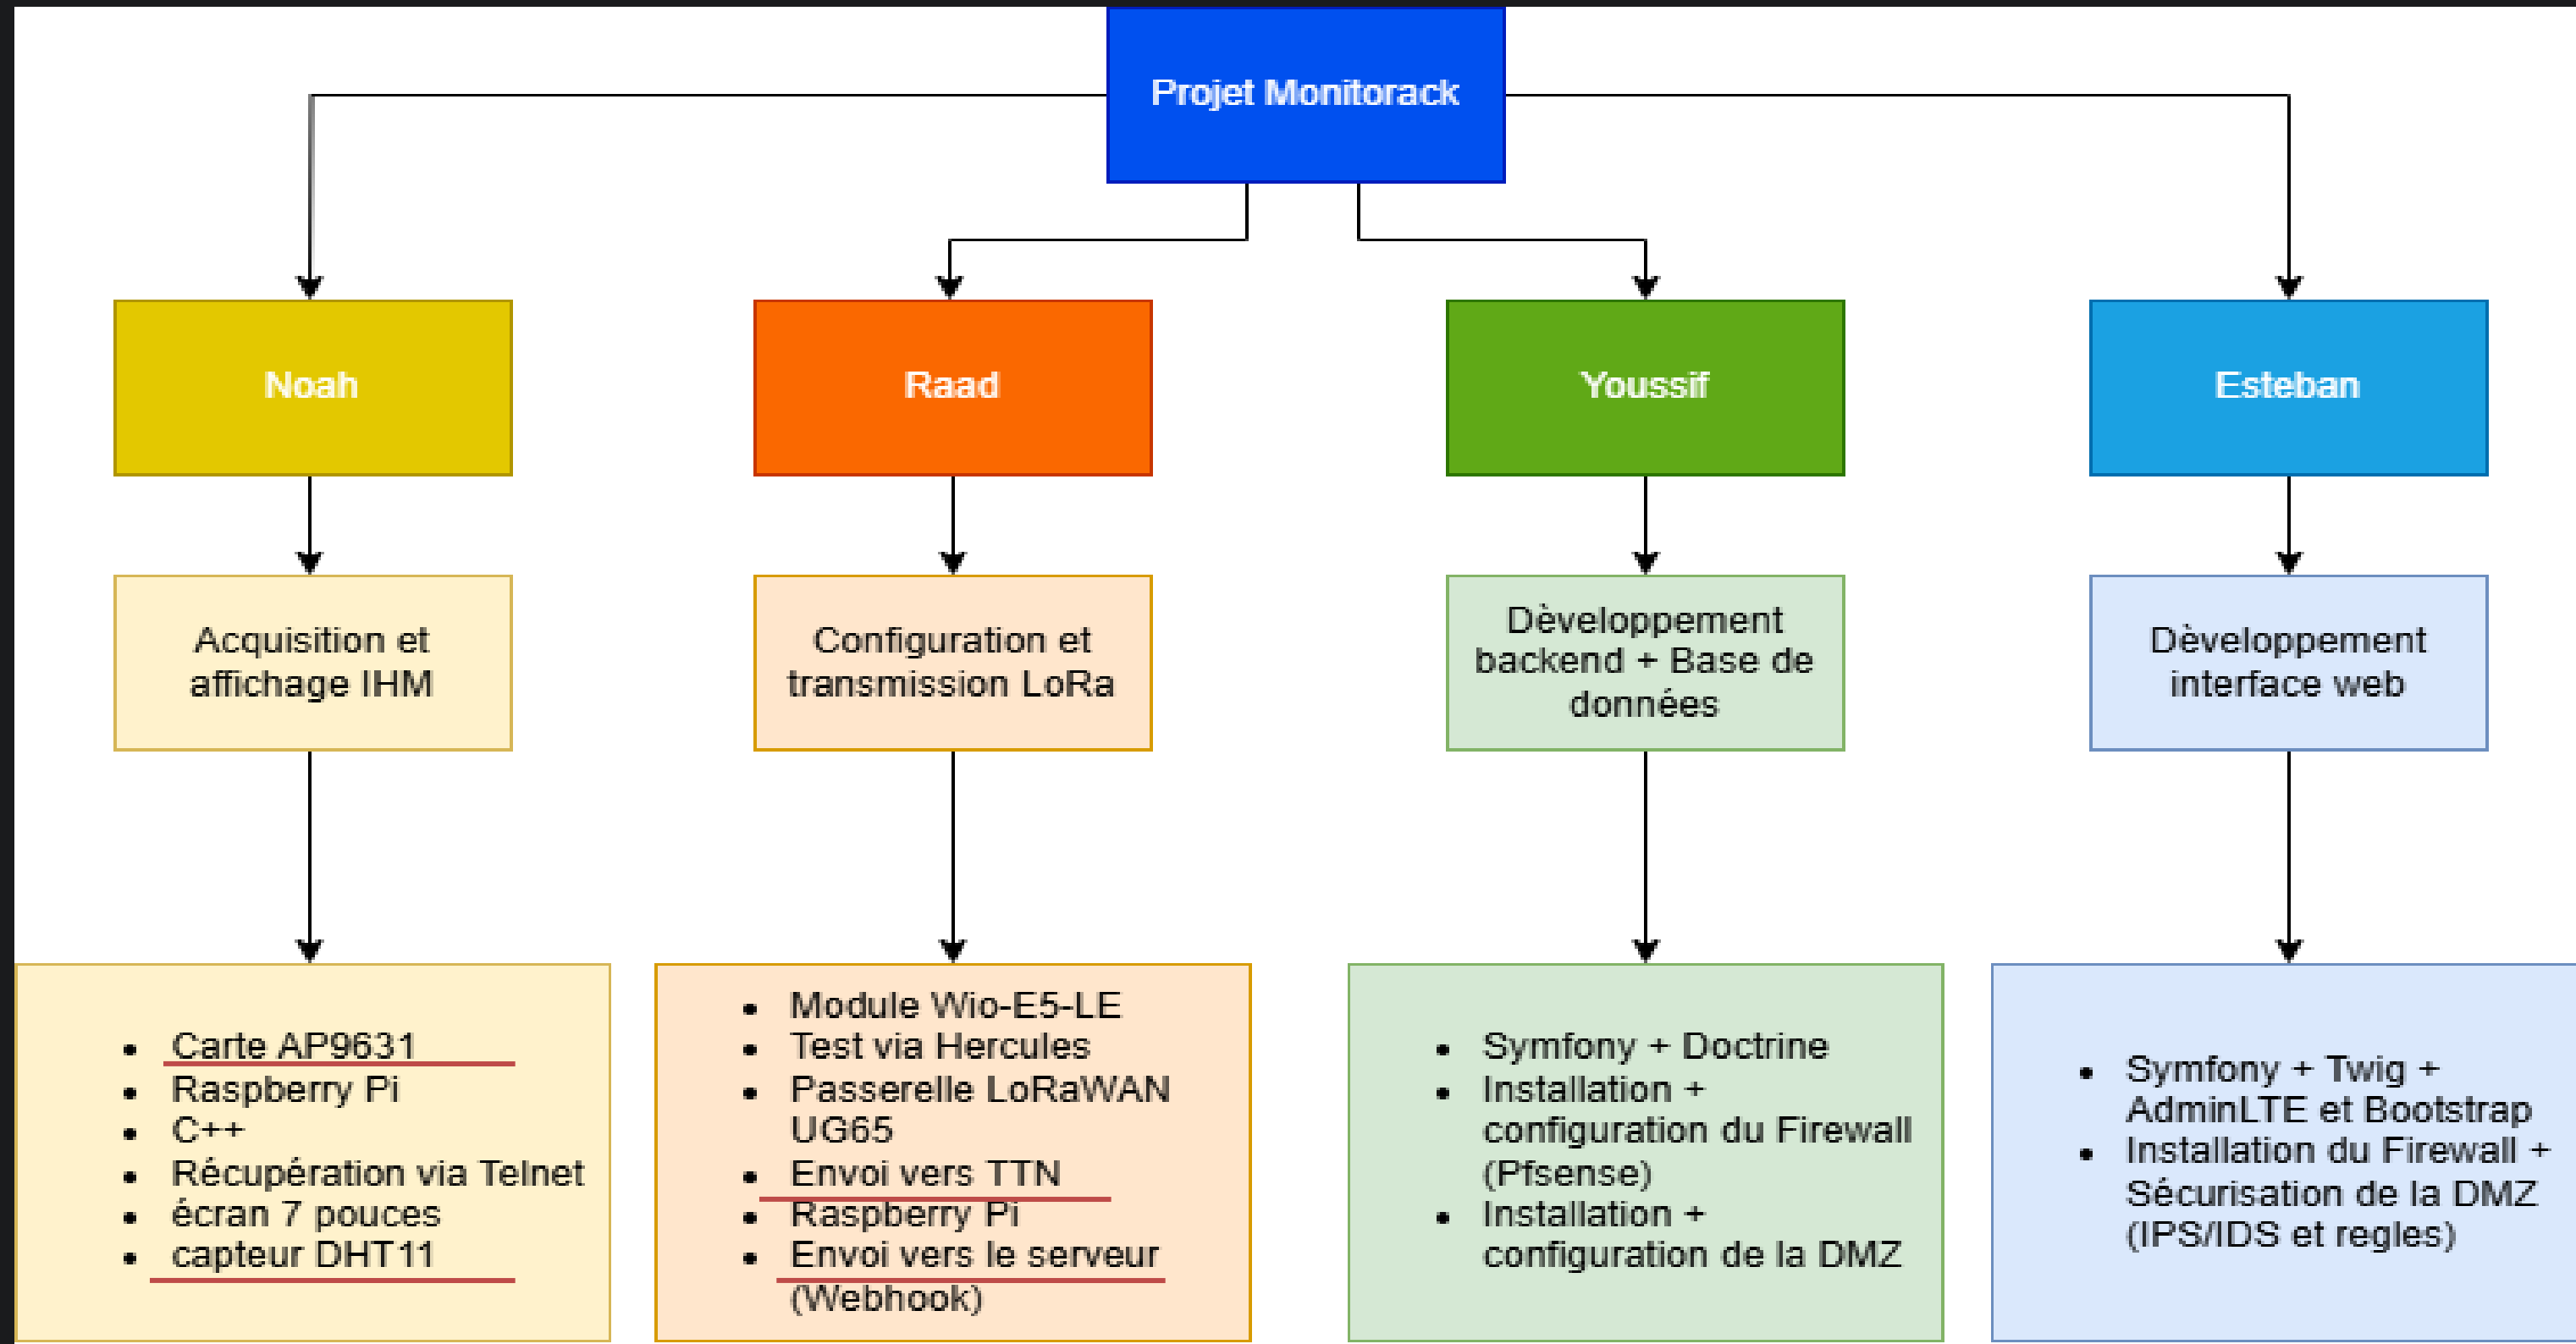 Projet Monitorack
Noah
Raad
Youssif
Esteban
Acquisition et
affichage IHM
Configuration et
transmission LoRa
Dèveloppement
backend + Base de
données
Dèveloppement
interface web
Carte AP9631
Raspberry Pi
C++
Récupération via Telnet
écran 7 pouces
capteur DHT11
Module Wio-E5-LE
Test via Hercules
Passerelle LoRaWAN
UG65
Envoi vers TTN
Raspberry Pi
Envoi vers le serveur
(Webhook)
Symfony + Doctrine
Installation +
configuration du Firewall
(Pfsense)
Installation +
configuration de la DMZ
Symfony + Twig +
AdminLTE et Bootstrap
Installation du Firewall +
Sécurisation de la DMZ
(IPS/IDS et regles)